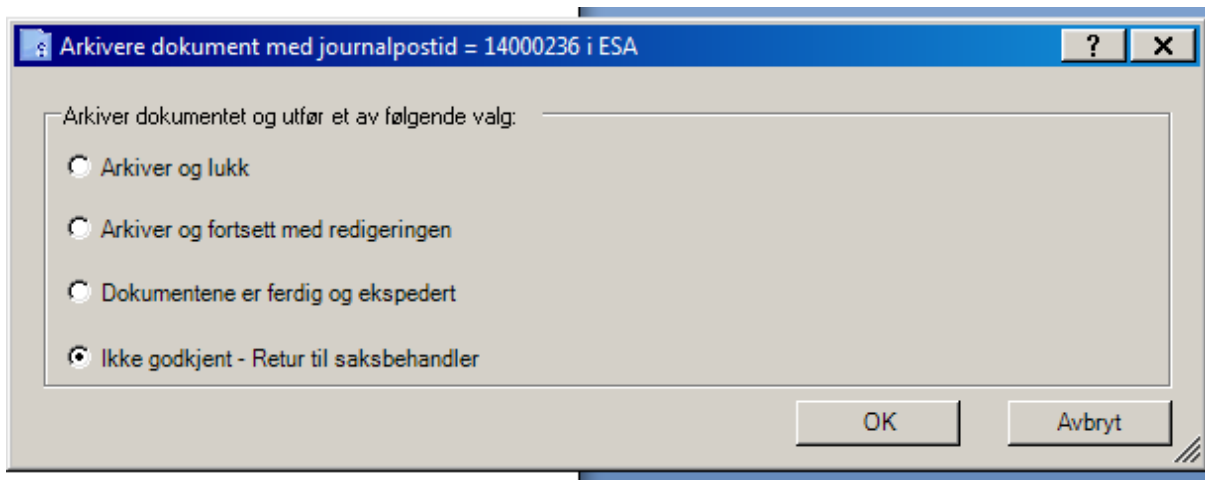 Arkivere dokument med journalpostid = 14000236 i ESA
Arkiver dokumentet og utfør et av følgende valg:
Arkiver og lukk
Arkiver og fortsett med redigeringen
Dokumentene er ferdig og ekspedert
Ikke godkjent - Retur til saksbehandler
OK Avbryt